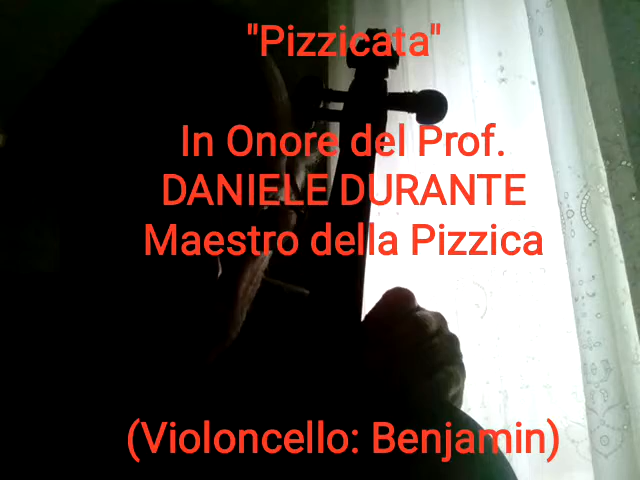 "Pizzicata"
In Onore del Prof.
DANIELE DURANTE
Maestro della Pizzica
(Violoncello: Benjamin)